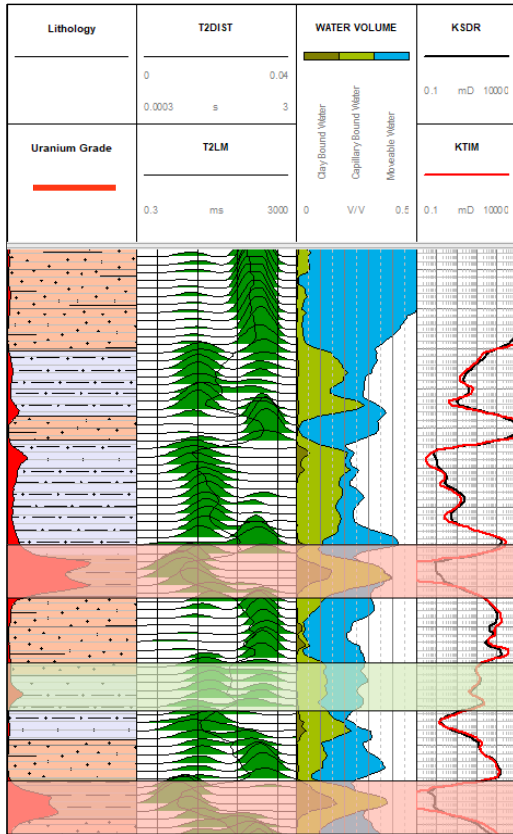 Lithology
T2DIST
WATER VOLUME
KSDR
0 0.04
0.0003 s 3
0.1 mD 10000
Clay Bound Water
Capillary Bound Water
Moveable Water
Uranium Grade
T2LM
KTIM
0.3 ms 3000
0 V/V 0.5
0.1 mD 10000